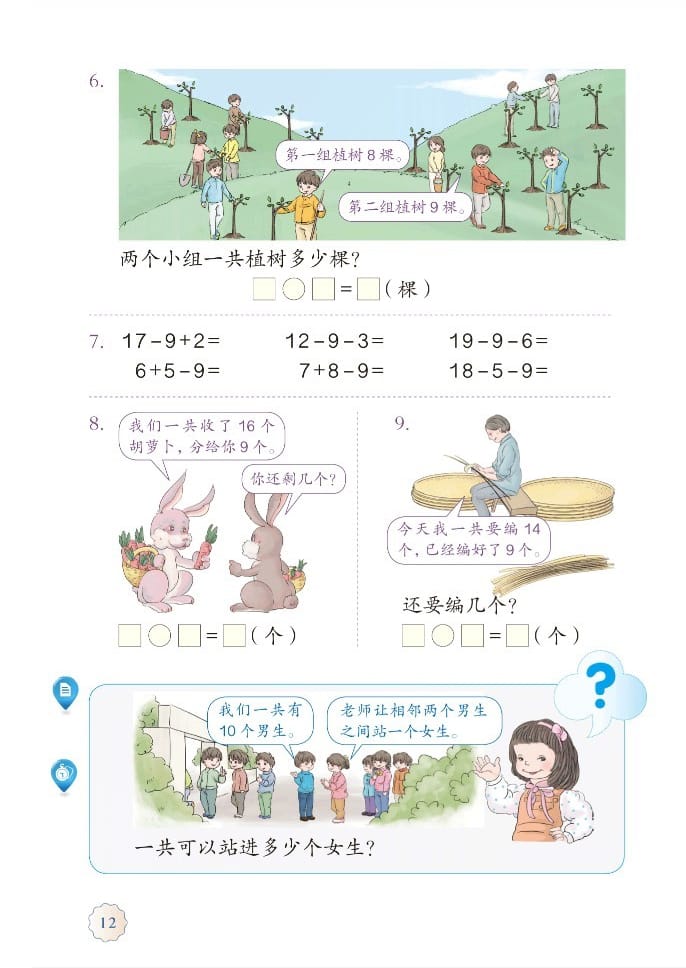 6.
第一组植树8棵。
第二组植树9棵。
两个小组一共植树多少棵？
□○□=□(棵)
7. 17-9+2= 12-9-3= 19-9-6=
6+5-9= 7+8-9= 18-5-9=
8.
我们一共收了16个
胡萝卜，分给你9个。
你还剩几个？
□○□=□(个)
9.
今天我一共要编14
个，已经编好了9个。
还要编几个？
□○□=□(个)
?
我们一共有
10个男生。
老师让相邻两个男生
之间站一个女生。
一共可以站进多少个女生？
12